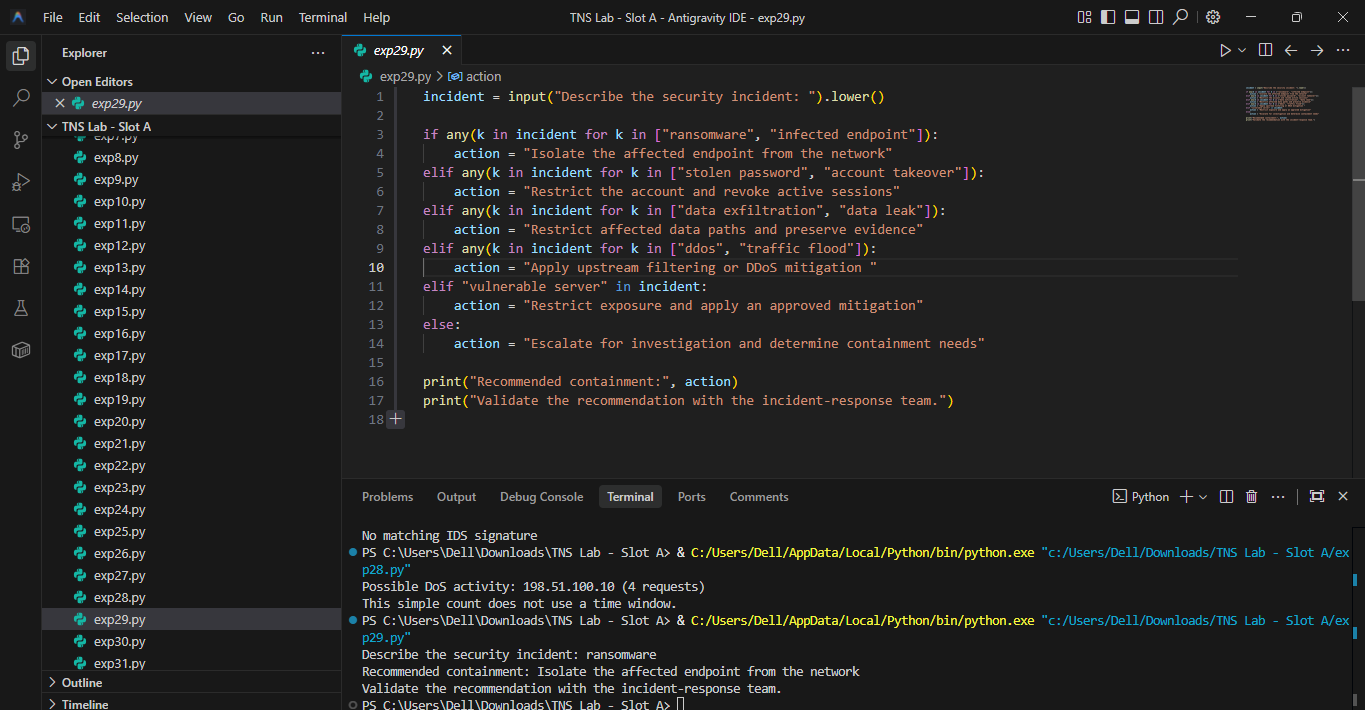 File Edit Selection View Go Run Terminal Help
TNS Lab - Slot A - Antigravity IDE - exp29.py
Explorer
Open Editors
exp29.py
TNS Lab - Slot A
exp7.py
exp8.py
exp9.py
exp10.py
exp11.py
exp12.py
exp13.py
exp14.py
exp15.py
exp16.py
exp17.py
exp18.py
exp19.py
exp20.py
exp21.py
exp22.py
exp23.py
exp24.py
exp25.py
exp26.py
exp27.py
exp28.py
exp29.py
exp30.py
exp31.py
Outline
Timeline
exp29.py
exp29.py > action
1 incident = input("Describe the security incident: ").lower()
2
3 if any(k in incident for k in ["ransomware", "infected endpoint"]):
4     action = "Isolate the affected endpoint from the network"
5 elif any(k in incident for k in ["stolen password", "account takeover"]):
6     action = "Restrict the account and revoke active sessions"
7 elif any(k in incident for k in ["data exfiltration", "data leak"]):
8     action = "Restrict affected data paths and preserve evidence"
9 elif any(k in incident for k in ["ddos", "traffic flood"]):
10     action = "Apply upstream filtering or DDoS mitigation "
11 elif "vulnerable server" in incident:
12     action = "Restrict exposure and apply an approved mitigation"
13 else:
14     action = "Escalate for investigation and determine containment needs"
15
16 print("Recommended containment:", action)
17 print("Validate the recommendation with the incident-response team.")
18
Problems Output Debug Console Terminal Ports Comments
Python
No matching IDS signature
PS C:\Users\Dell\Downloads\TNS Lab - Slot A> & C:/Users/Dell/AppData/Local/Python/bin/python.exe "c:/Users/Dell/Downloads/TNS Lab - Slot A/ex
p28.py"
Possible DoS activity: 198.51.100.10 (4 requests)
This simple count does not use a time window.
PS C:\Users\Dell\Downloads\TNS Lab - Slot A> & C:/Users/Dell/AppData/Local/Python/bin/python.exe "c:/Users/Dell/Downloads/TNS Lab - Slot A/ex
p29.py"
Describe the security incident: ransomware
Recommended containment: Isolate the affected endpoint from the network
Validate the recommendation with the incident-response team.
PS C:\Users\Dell\Downloads\TNS Lab - Slot A>